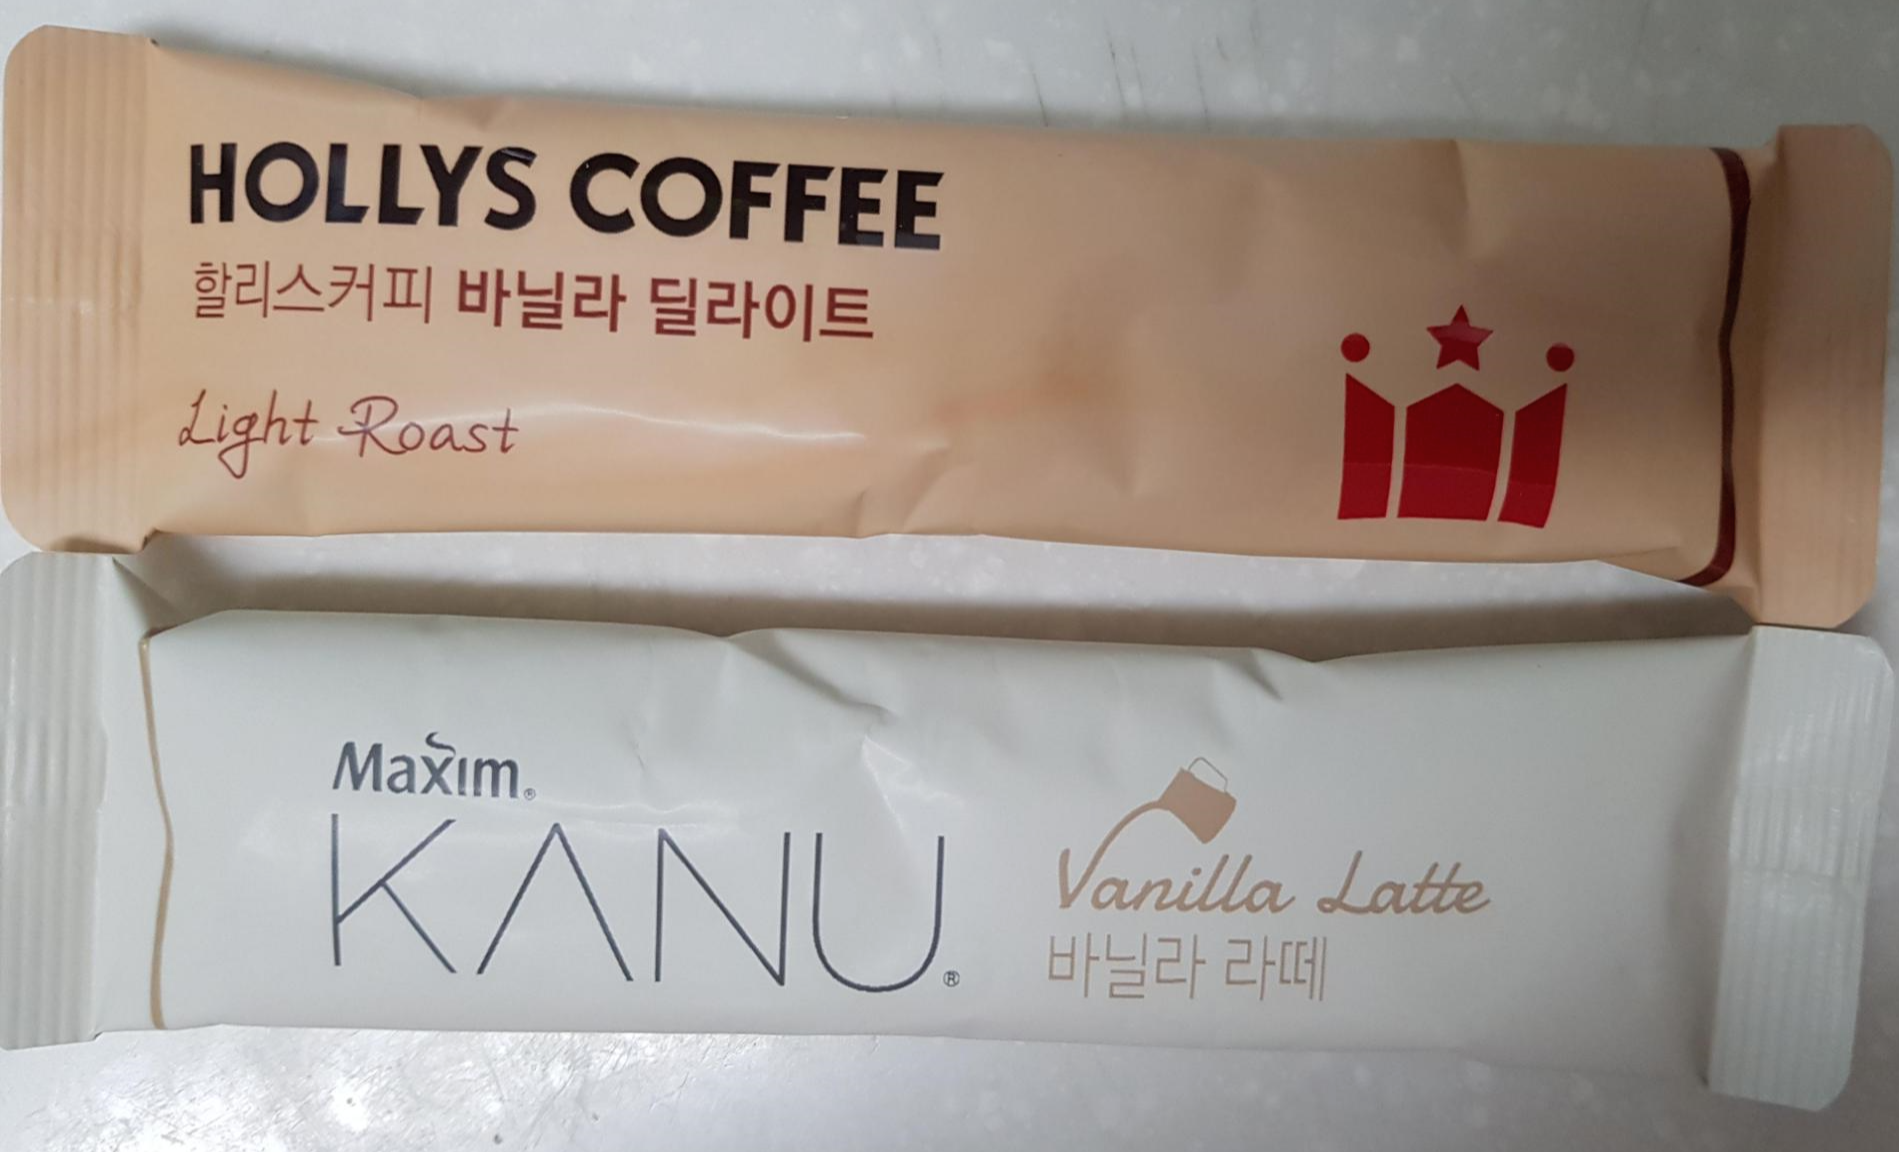 HOLLYS COFFEE
할리스커피 바닐라 딜라이트
Light Roast
Maxim®
KANU®
Vanilla Latte
바닐라 라떼